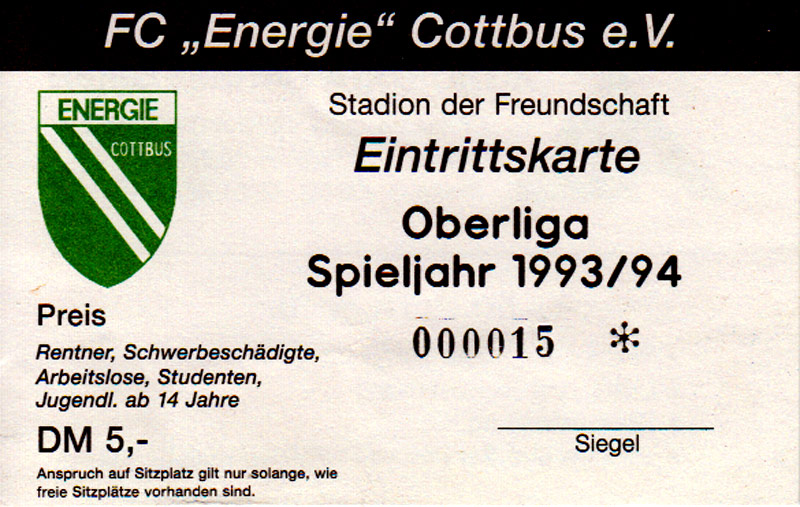 FC „Energie“ Cottbus e.V.
ENERGIE
COTTBUS
Stadion der Freundschaft
Eintrittskarte
Oberliga
Spieljahr 1993/94
000015 *
Preis
Rentner, Schwerbeschädigte,
Arbeitslose, Studenten,
Jugendl. ab 14 Jahre
DM 5,-
Anspruch auf Sitzplatz gilt nur solange, wie
freie Sitzplätze vorhanden sind.
Siegel